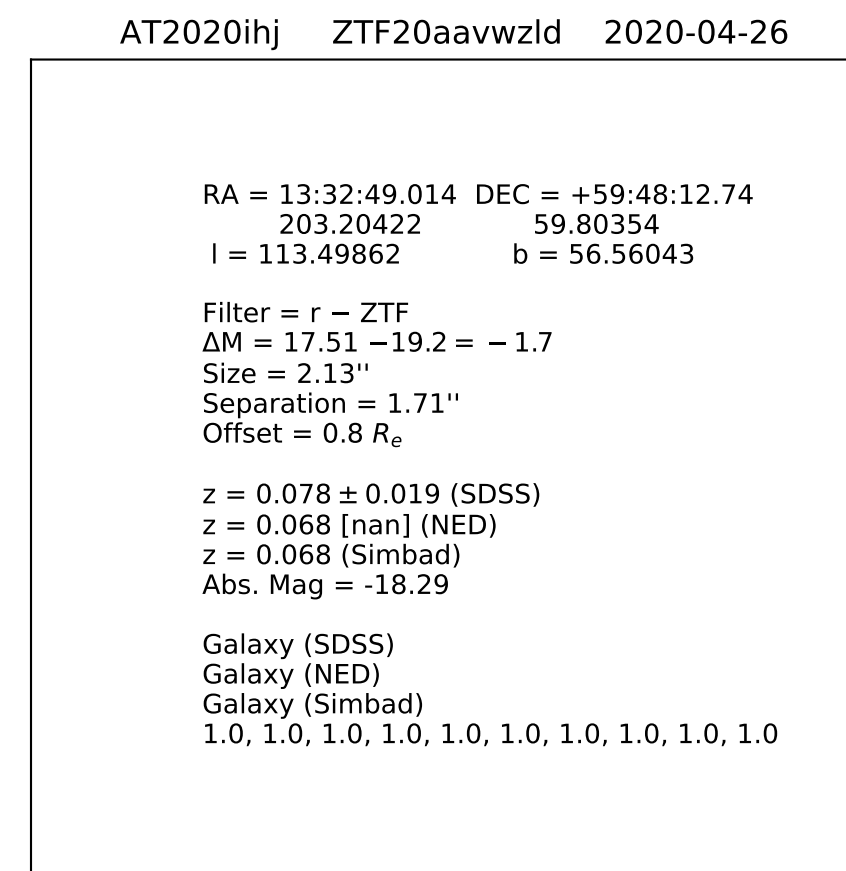 AT2020ihj ZTF20aavwzld 2020-04-26
RA = 13:32:49.014 DEC = +59:48:12.74
203.20422 59.80354
l = 113.49862 b = 56.56043
Filter = r − ZTF
ΔM = 17.51 −19.2 = − 1.7
Size = 2.13''
Separation = 1.71''
Offset = 0.8 Rₑ
z = 0.078 ± 0.019 (SDSS)
z = 0.068 [nan] (NED)
z = 0.068 (Simbad)
Abs. Mag = -18.29
Galaxy (SDSS)
Galaxy (NED)
Galaxy (Simbad)
1.0, 1.0, 1.0, 1.0, 1.0, 1.0, 1.0, 1.0, 1.0, 1.0